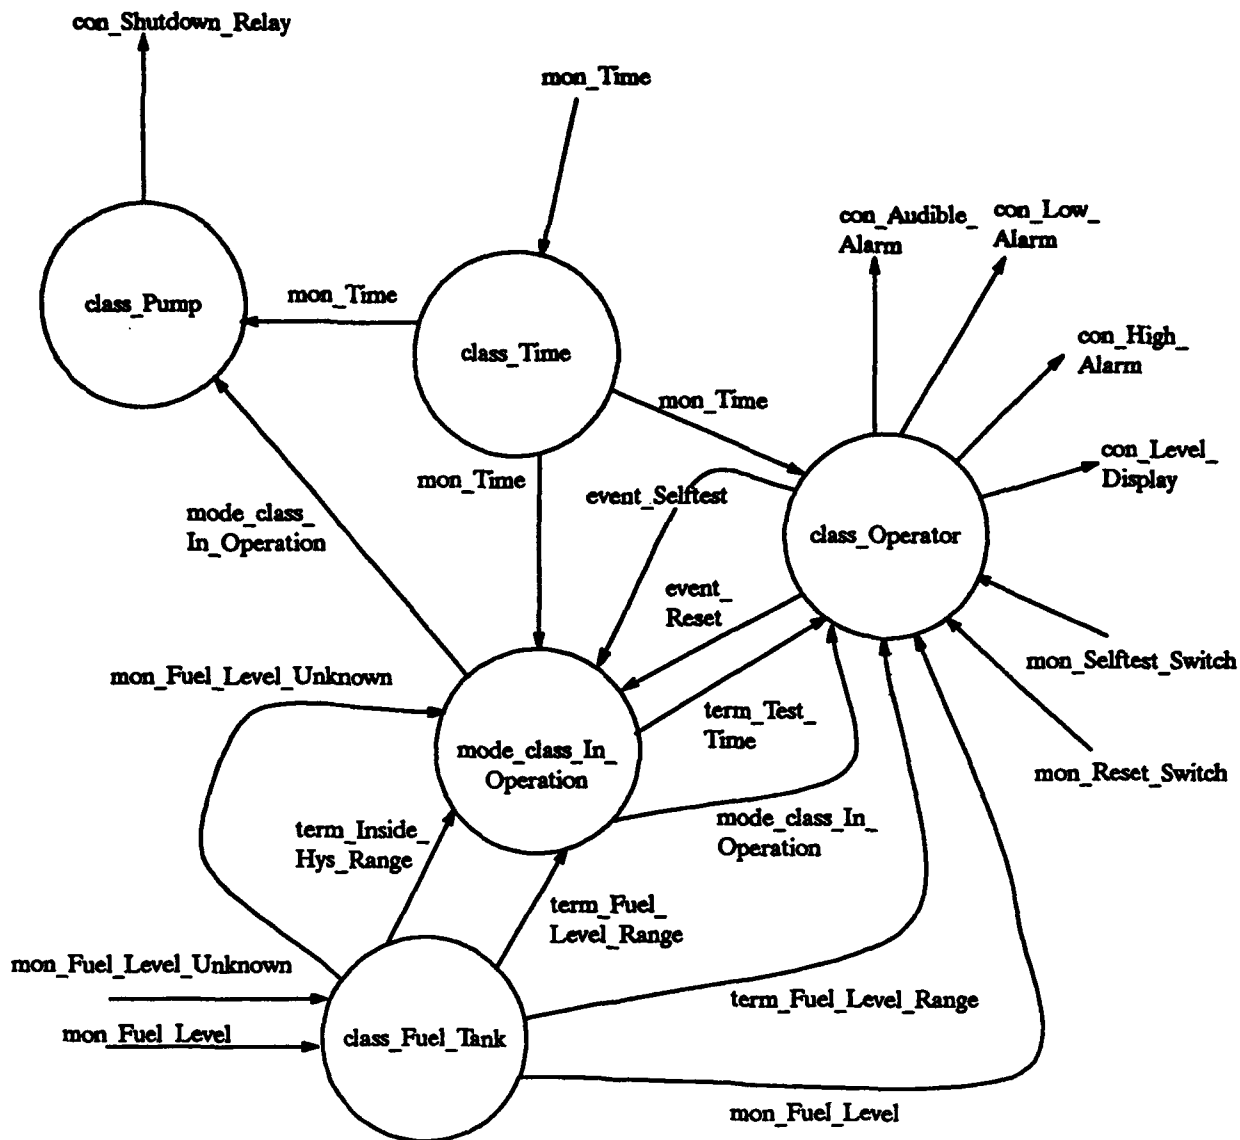 con_Shutdown_Relay
mon_Time
con_Audible_
Alarm
con_Low_
Alarm
class_Pump
mon_Time
class_Time
con_High_
Alarm
mon_Time
mon_Time
con_Level_
Display
event_Selftest
mode_class_
In_Operation
class_Operator
event_
Reset
mon_Selftest_Switch
mon_Fuel_Level_Unknown
term_Test_
Time
mode_class_In_
Operation
mon_Reset_Switch
term_Inside_
Hys_Range
mode_class_In_
Operation
term_Fuel_
Level_Range
mon_Fuel_Level_Unknown
term_Fuel_Level_Range
mon_Fuel_Level
class_Fuel_Tank
mon_Fuel_Level